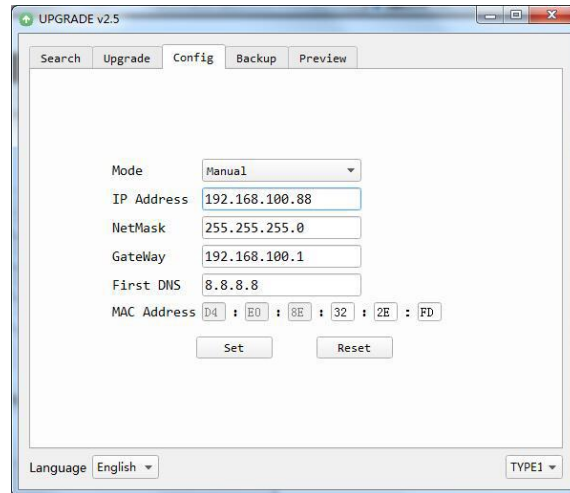 UPGRADE v2.5
Search Upgrade Config Backup Preview
Mode Manual
IP Address 192.168.100.88
NetMask 255.255.255.0
GateWay 192.168.100.1
First DNS 8.8.8.8
MAC Address D4 : E0 : 8E : 32 : 2E : FD
Set Reset
Language English TYPE1